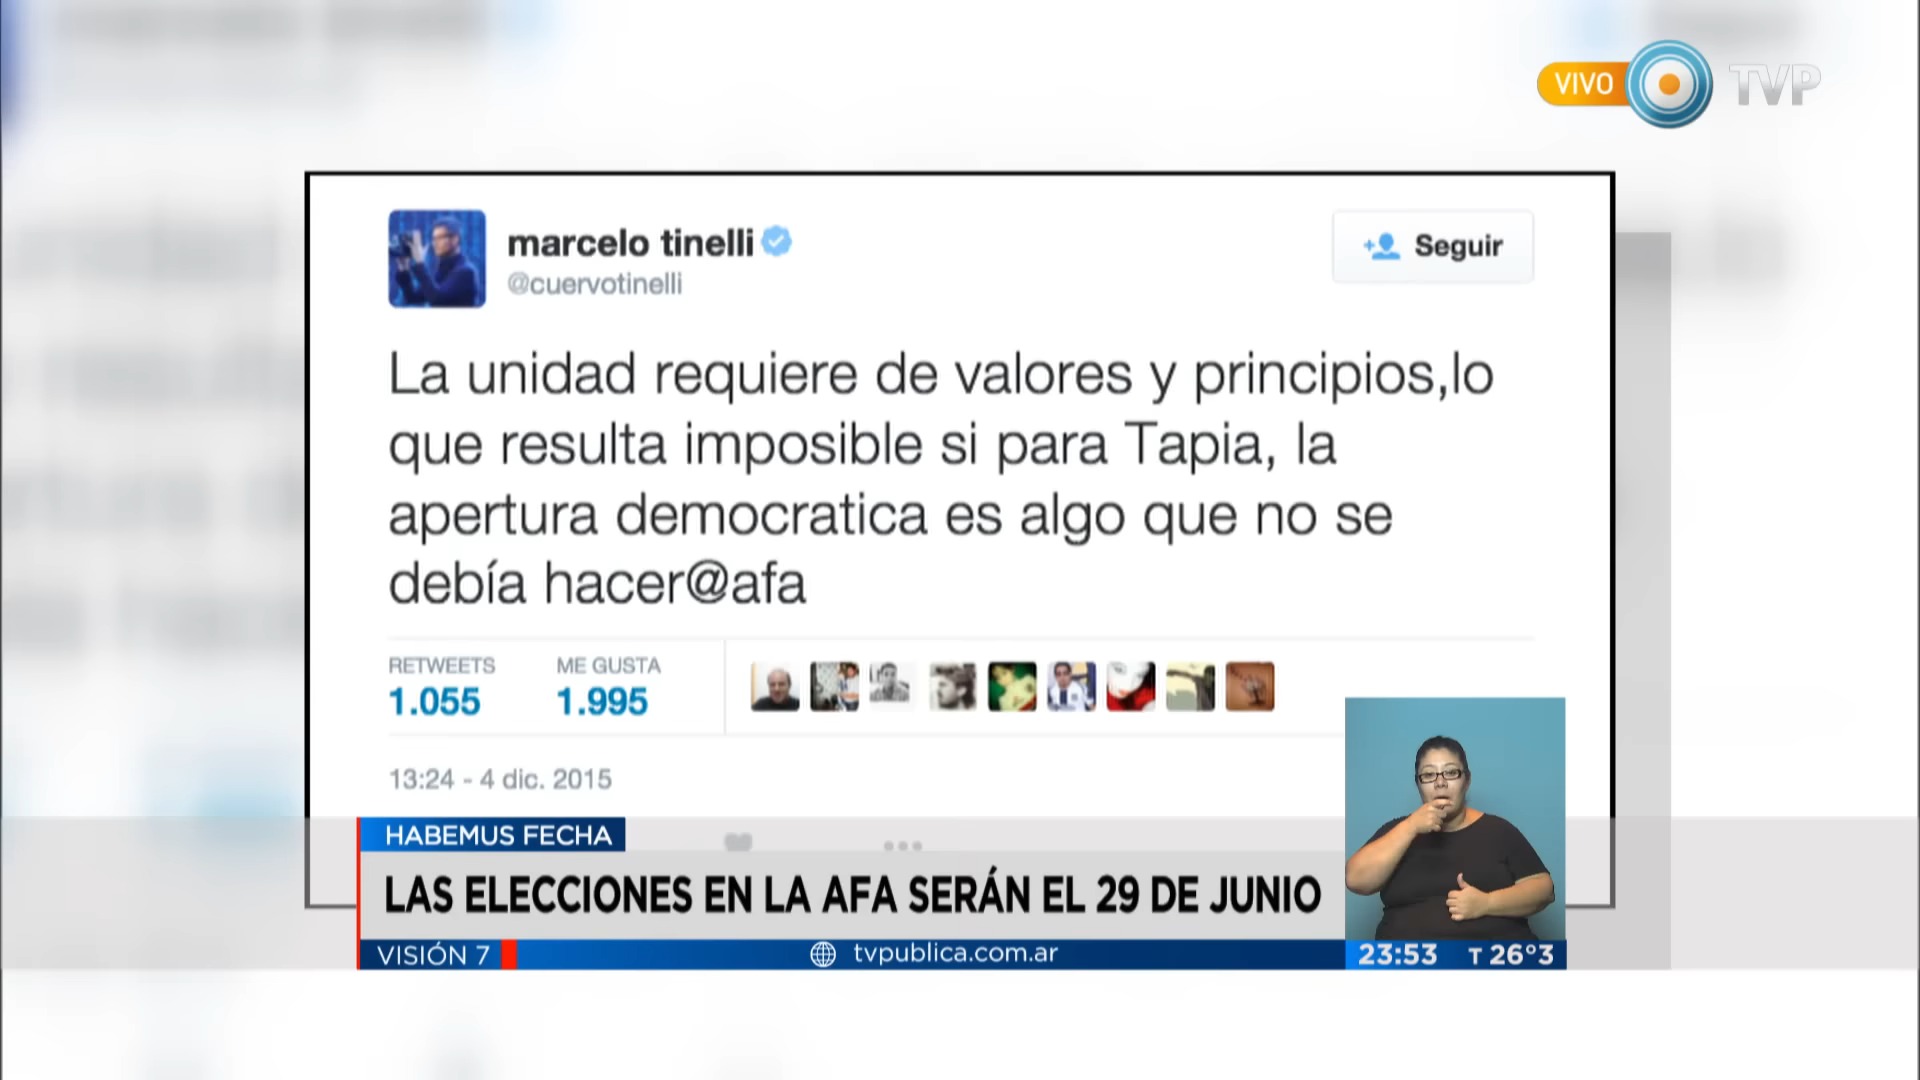 VIVO TVP
marcelo tinelli
@cuervotinelli
Seguir
La unidad requiere de valores y principios,lo
que resulta imposible si para Tapia, la
apertura democratica es algo que no se
debía hacer@afa
RETWEETS
1.055
ME GUSTA
1.995
13:24 - 4 dic. 2015
HABEMUS FECHA
LAS ELECCIONES EN LA AFA SERÁN EL 29 DE JUNIO
VISIÓN 7
tvpublica.com.ar
23:53 T 26°3